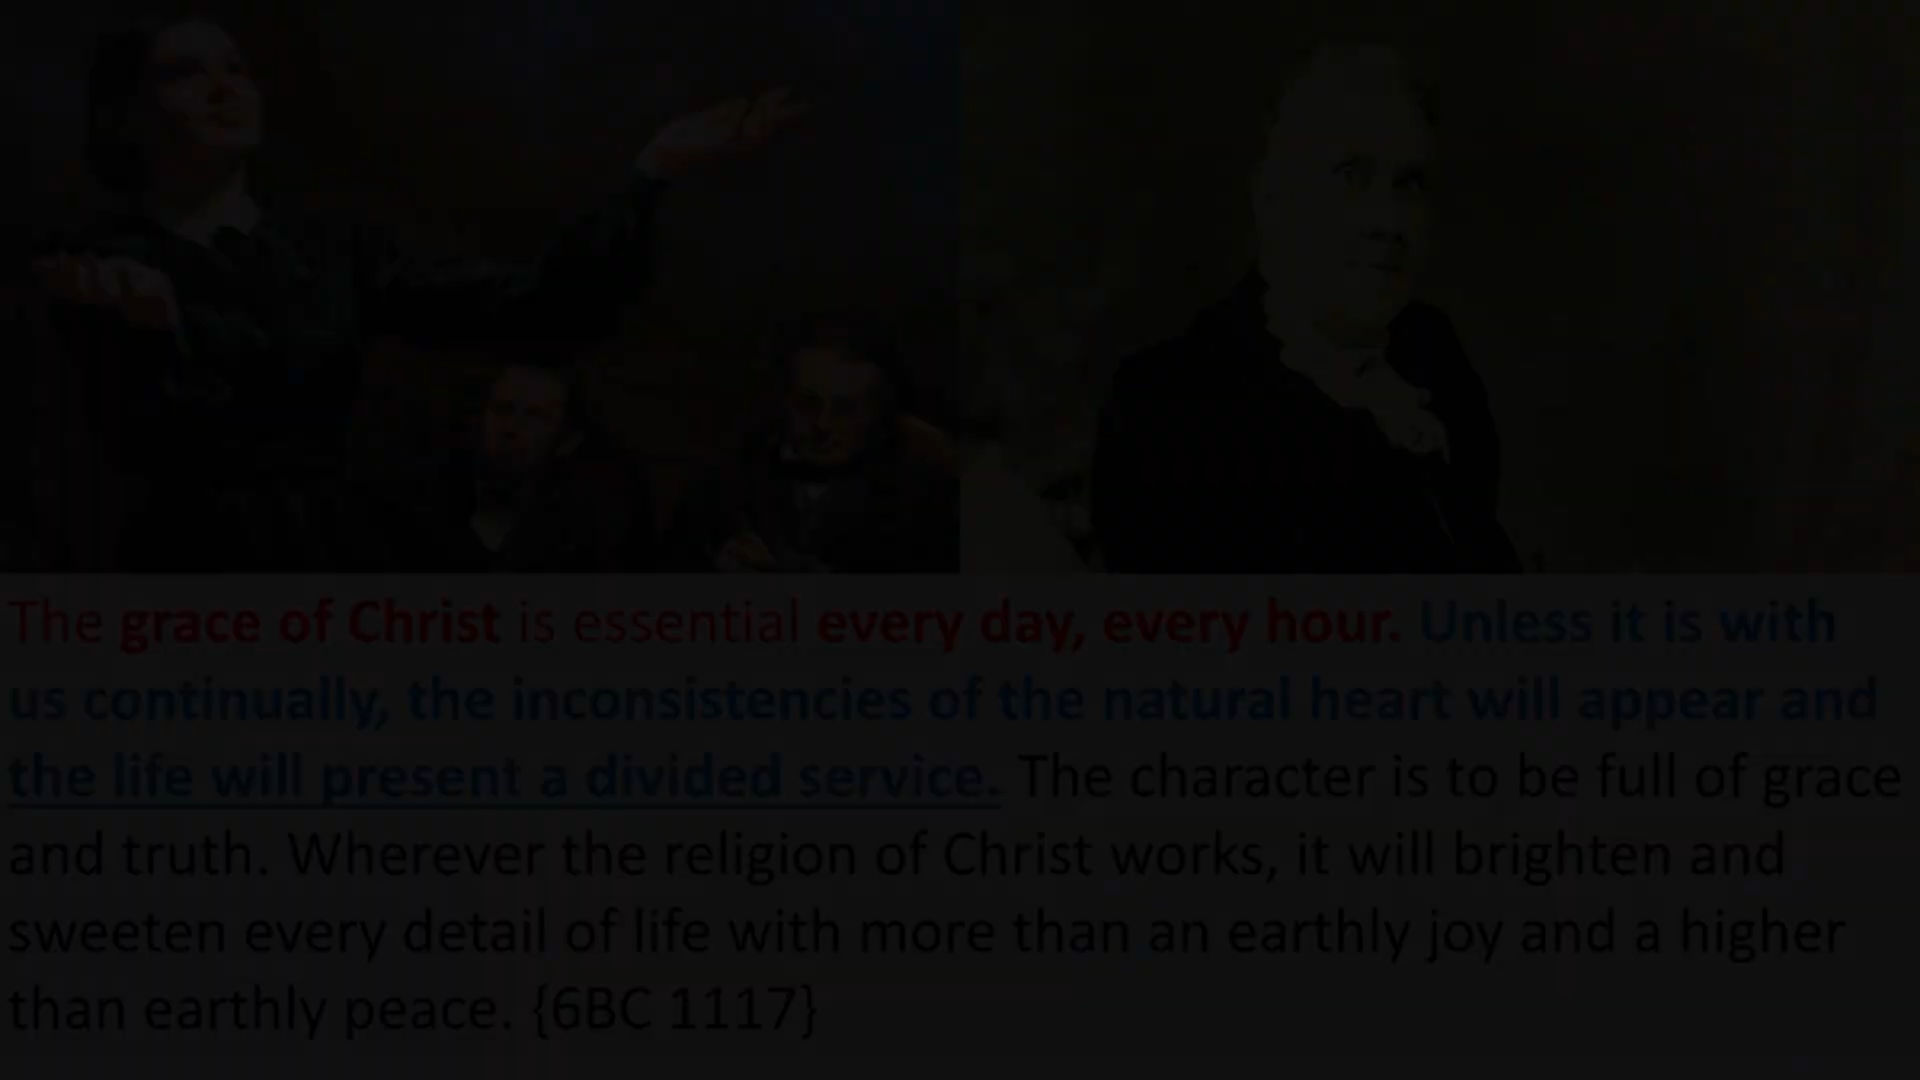 The grace of Christ is essential every day, every hour. Unless it is with
us continually, the inconsistencies of the natural heart will appear and
the life will present a divided service. The character is to be full of grace
and truth. Wherever the religion of Christ works, it will brighten and
sweeten every detail of life with more than an earthly joy and a higher
than earthly peace. {6BC 1117}